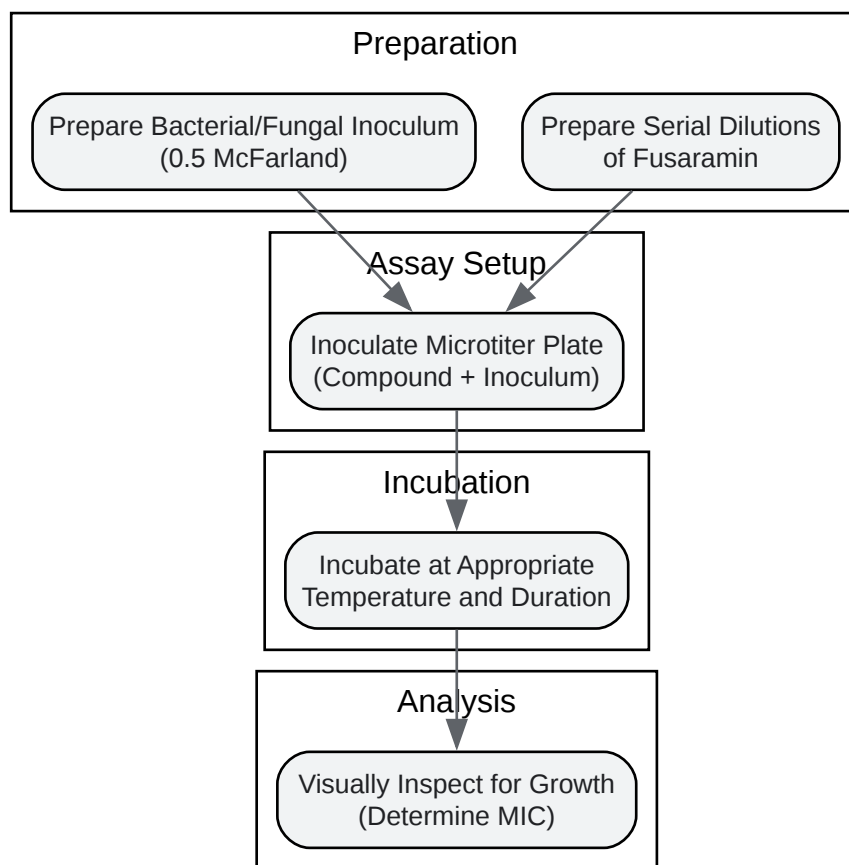 Preparation
Prepare Bacterial/Fungal Inoculum
(0.5 McFarland)
Prepare Serial Dilutions
of Fusaramin
Assay Setup
Inoculate Microtiter Plate
(Compound + Inoculum)
Incubation
Incubate at Appropriate
Temperature and Duration
Analysis
Visually Inspect for Growth
(Determine MIC)